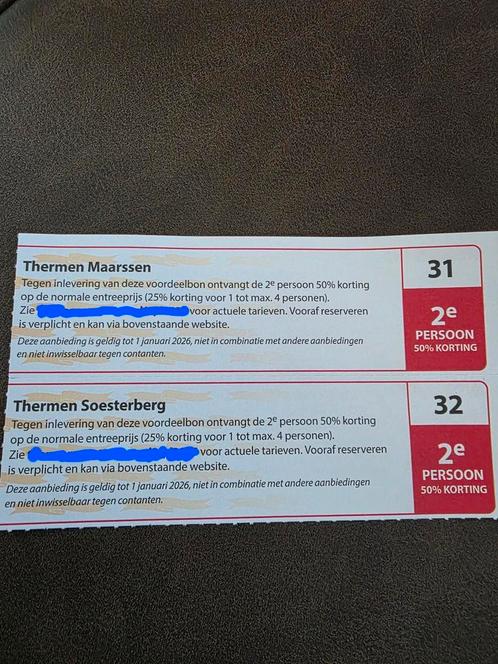 Thermen Maarssen
Tegen inlevering van deze voordeelbon ontvangt de 2e persoon 50% korting
op de normale entreeprijs (25% korting voor 1 tot max. 4 personen).
Zie voor actuele tarieven. Vooraf reserveren
is verplicht en kan via bovenstaande website.
Deze aanbieding is geldig tot 1 januari 2026, niet in combinatie met andere aanbiedingen
en niet inwisselbaar tegen contanten.
31
2e
PERSOON
50% KORTING
Thermen Soesterberg
Tegen inlevering van deze voordeelbon ontvangt de 2e persoon 50% korting
op de normale entreeprijs (25% korting voor 1 tot max. 4 personen).
Zie voor actuele tarieven. Vooraf reserveren
is verplicht en kan via bovenstaande website.
Deze aanbieding is geldig tot 1 januari 2026, niet in combinatie met andere aanbiedingen
en niet inwisselbaar tegen contanten.
32
2e
PERSOON
50% KORTING